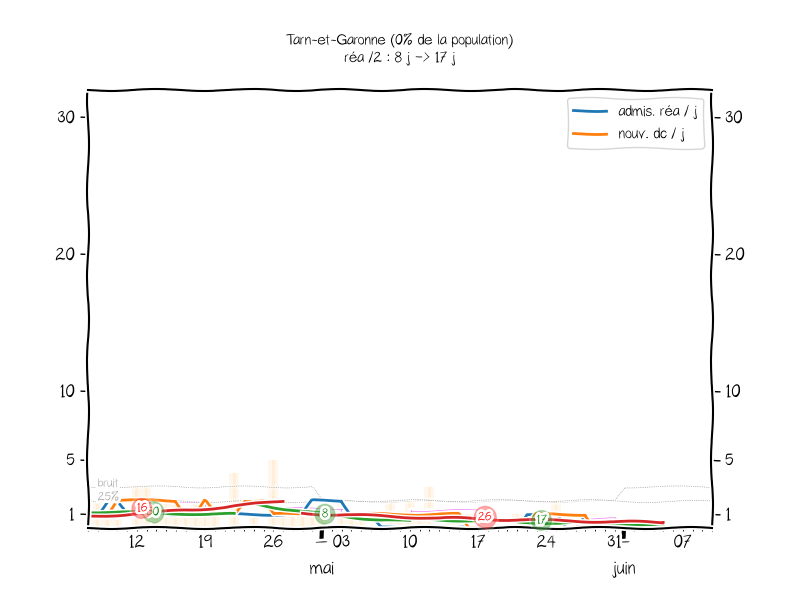 Tarn-et-Garonne (0% de la population)
réa /2 : 8 j -> 17 j
admis. réa / j
nouv. dc / j
30 30
20 20
10 10
5 5
bruit
25%
1 1
16 8 26 17
12 19 26 03 10 17 24 31 07
mai juin